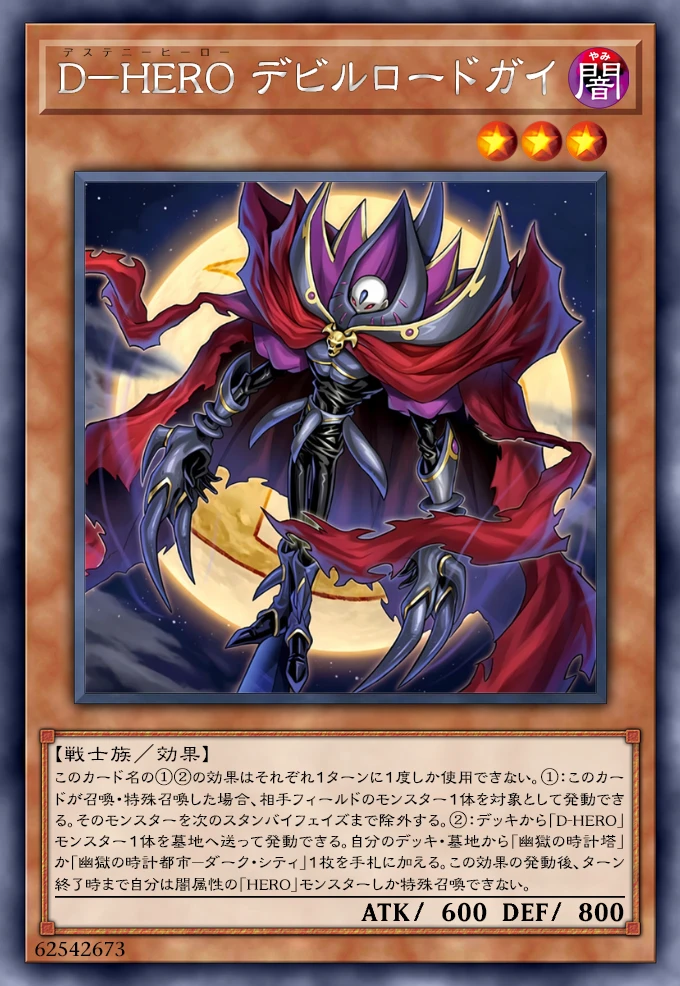 デステニーヒーロー
D-HERO デビルロードガイ
やみ
闇
【戦士族／効果】
このカード名の①②の効果はそれぞれ1ターンに1度しか使用できない。①：このカー
ドが召喚・特殊召喚した場合、相手フィールドのモンスター1体を対象として発動でき
る。そのモンスターを次のスタンバイフェイズまで除外する。②：デッキから「D-HERO」
モンスター1体を墓地へ送って発動できる。自分のデッキ・墓地から「幽獄の時計塔」
か「幽獄の時計都市－ダーク・シティ」1枚を手札に加える。この効果の発動後、ターン
終了時まで自分は闇属性の「HERO」モンスターしか特殊召喚できない。
ATK/ 600 DEF/ 800
62542673